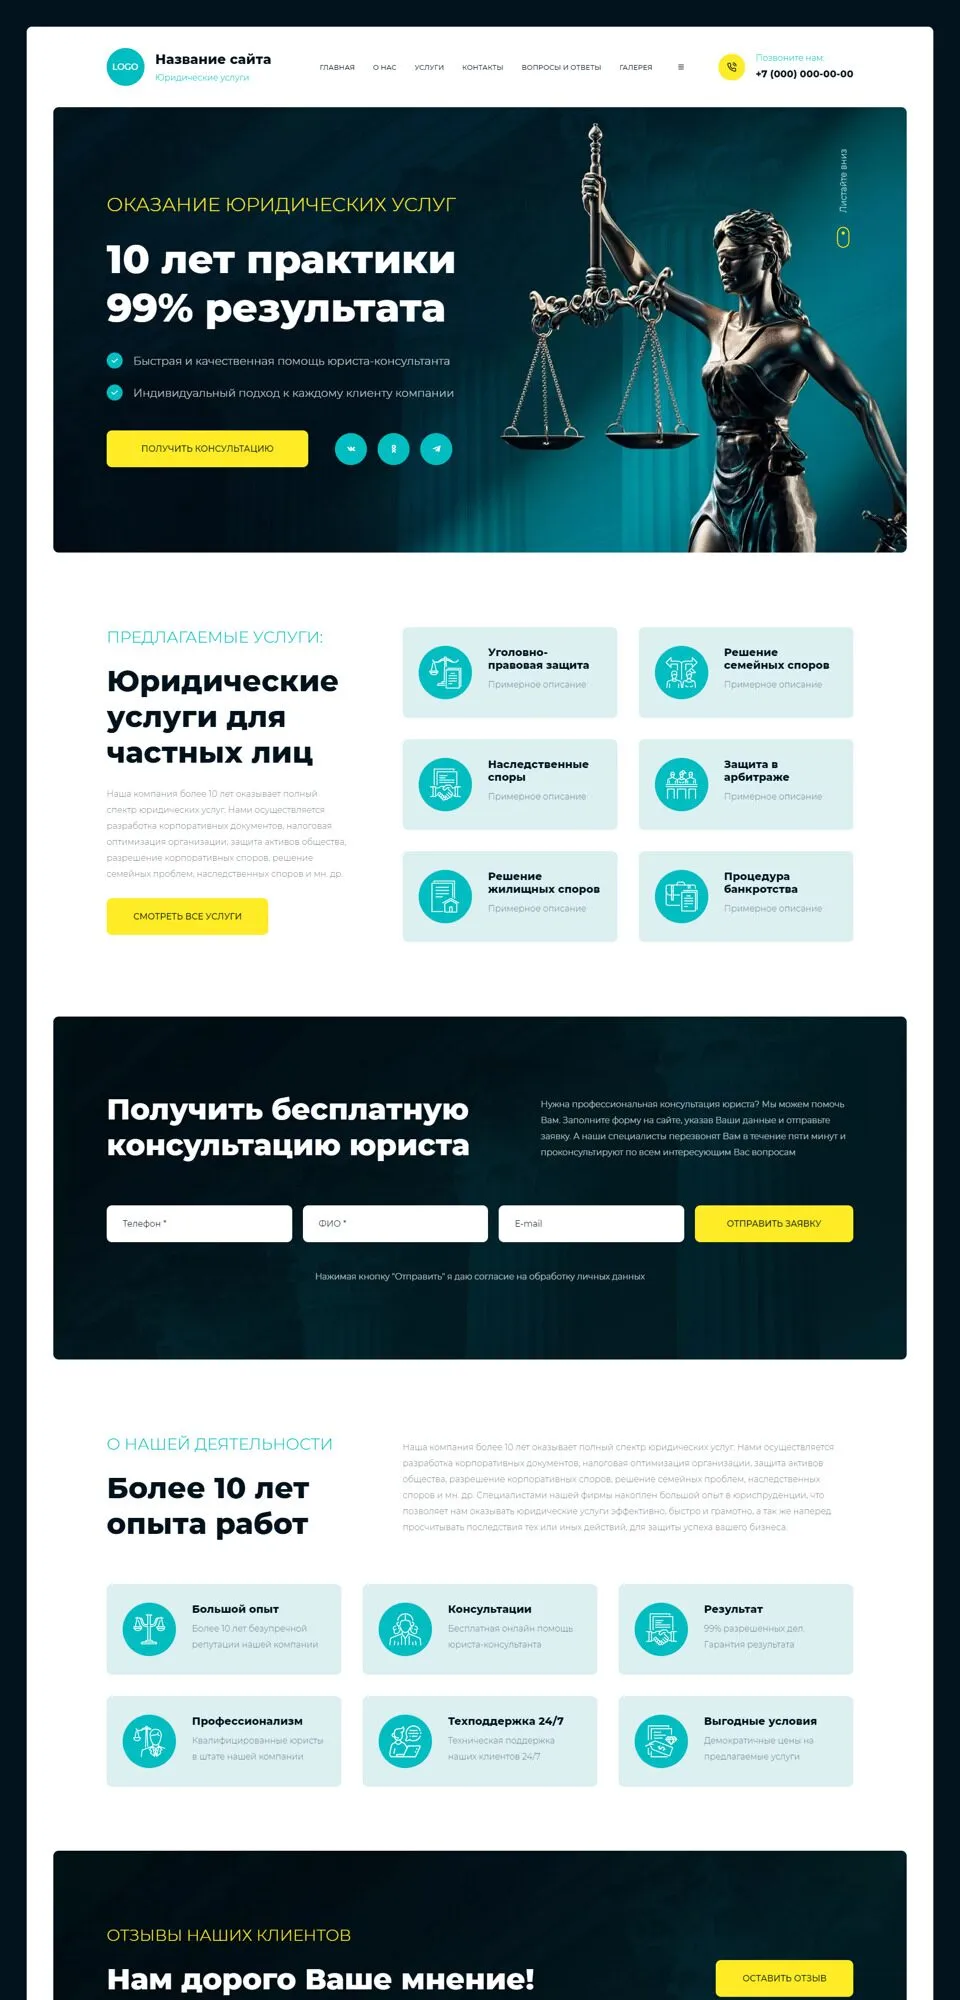 LOGO
Название сайта
Юридические услуги
ГЛАВНАЯ О НАС УСЛУГИ КОНТАКТЫ ВОПРОСЫ И ОТВЕТЫ ГАЛЕРЕЯ
Позвоните нам:
+7 (000) 000-00-00
Листайте вниз
ОКАЗАНИЕ ЮРИДИЧЕСКИХ УСЛУГ
10 лет практики
99% результата
Быстрая и качественная помощь юриста-консультанта
Индивидуальный подход к каждому клиенту компании
ПОЛУЧИТЬ КОНСУЛЬТАЦИЮ
ПРЕДЛАГАЕМЫЕ УСЛУГИ:
Юридические
услуги для
частных лиц
Наша компания более 10 лет оказывает полный
спектр юридических услуг. Нами осуществляется
разработка корпоративных документов, налоговая
оптимизация организации, защита активов общества,
разрешение корпоративных споров, решение
семейных проблем, наследственных споров и мн. др.
СМОТРЕТЬ ВСЕ УСЛУГИ
Уголовно-
правовая защита
Примерное описание
Решение
семейных споров
Примерное описание
Наследственные
споры
Примерное описание
Защита в
арбитраже
Примерное описание
Решение
жилищных споров
Примерное описание
Процедура
банкротства
Примерное описание
Получить бесплатную
консультацию юриста
Нужна профессиональная консультация юриста? Мы можем помочь
Вам. Заполните форму на сайте, указав Ваши данные и отправьте
заявку. А наши специалисты перезвонят Вам в течение пяти минут и
проконсультируют по всем интересующим Вас вопросам
Телефон *
ФИО *
E-mail
ОТПРАВИТЬ ЗАЯВКУ
Нажимая кнопку "Отправить" я даю согласие на обработку личных данных
О НАШЕЙ ДЕЯТЕЛЬНОСТИ
Более 10 лет
опыта работ
Наша компания более 10 лет оказывает полный спектр юридических услуг. Нами осуществляется
разработка корпоративных документов, налоговая оптимизация организации, защита активов
общества, разрешение корпоративных споров, решение семейных проблем, наследственных
споров и мн. др. Специалистами нашей фирмы накоплен большой опыт в юриспруденции, что
позволяет нам оказывать юридические услуги эффективно, быстро и грамотно, а так же наперед
просчитывать последствия тех или иных действий, для защиты успеха вашего бизнеса.
Большой опыт
Более 10 лет безупречной
репутации нашей компании
Консультации
Бесплатная онлайн помощь
юриста-консультанта
Результат
99% разрешенных дел.
Гарантия результата
Профессионализм
Квалифицированные юристы
в штате нашей компании
Техподдержка 24/7
Техническая поддержка
наших клиентов 24/7
Выгодные условия
Демократичные цены на
предлагаемые услуги
ОТЗЫВЫ НАШИХ КЛИЕНТОВ
Нам дорого Ваше мнение!
ОСТАВИТЬ ОТЗЫВ